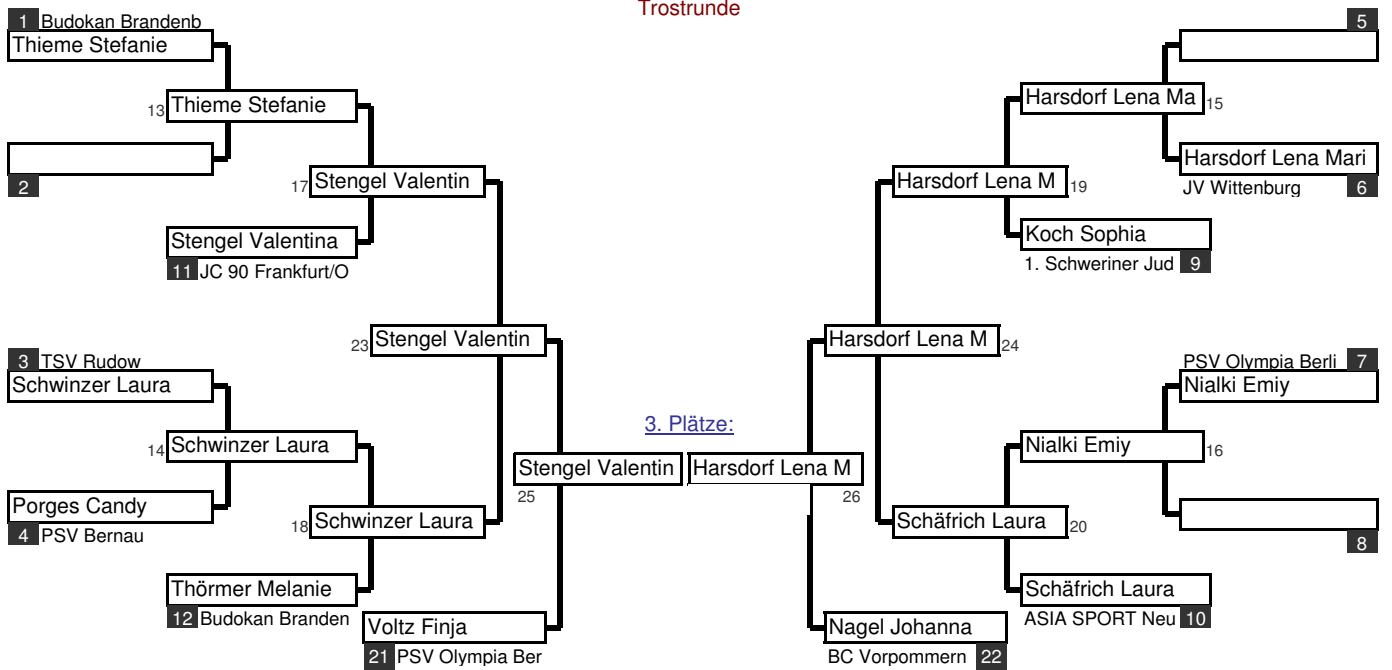 Trostrunde
1 Budokan Brandenb
Thieme Stefanie
13 Thieme Stefanie
2
17 Stengel Valentin
Stengel Valentina
11 JC 90 Frankfurt/O
23 Stengel Valentin
3 TSV Rudow
Schwinzer Laura
14 Schwinzer Laura
Porges Candy
4 PSV Bernau
18 Schwinzer Laura
Thörmer Melanie
12 Budokan Branden
Voltz Finja
21 PSV Olympia Ber
3. Plätze:
Stengel Valentin
25
Harsdorf Lena M
26
5
Harsdorf Lena Ma 15
Harsdorf Lena Mari
JV Wittenburg 6
Harsdorf Lena M 19
Koch Sophia
1. Schweriner Jud 9
Harsdorf Lena M 24
PSV Olympia Berli 7
Nialki Emiy
Nialki Emiy 16
8
Schäfrich Laura 20
Schäfrich Laura
ASIA SPORT Neu 10
Nagel Johanna
BC Vorpommern 22